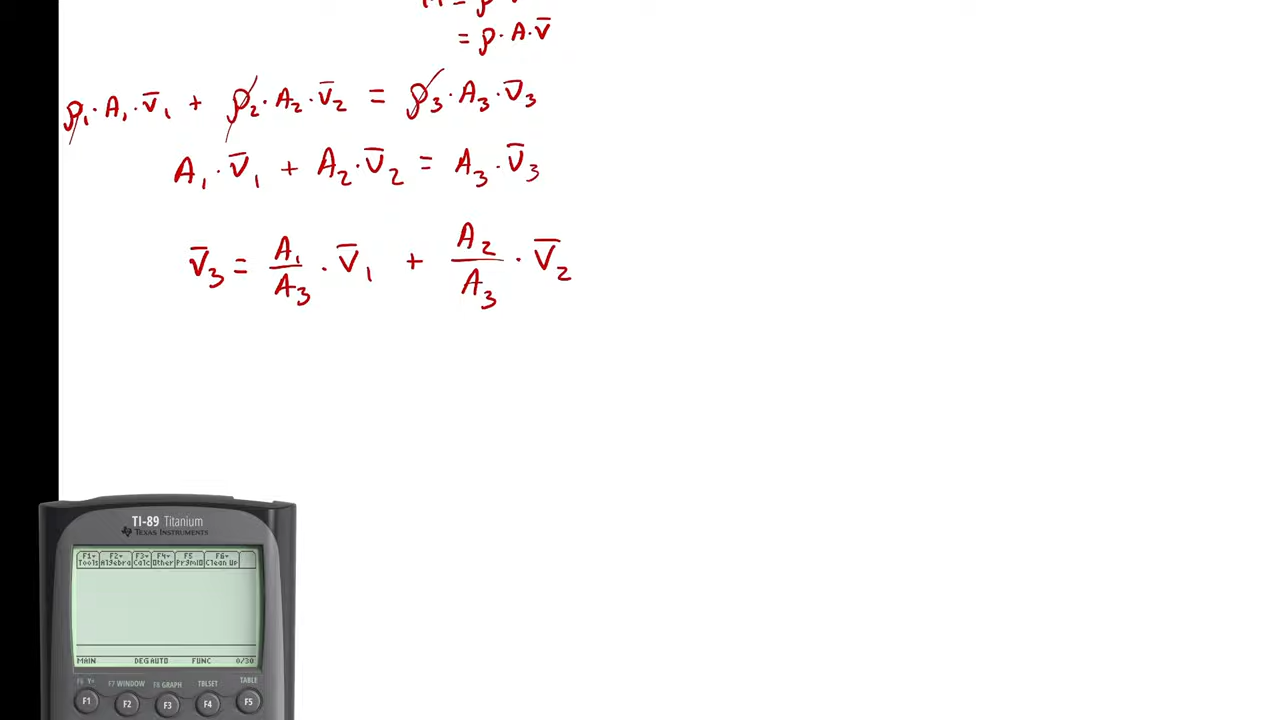 = ρ · A · v̄
ρ₁ · A₁ · v̄₁ + ρ₂ · A₂ · v̄₂ = ρ₃ · A₃ · v̄₃
A₁ · v̄₁ + A₂ · v̄₂ = A₃ · v̄₃
v̄₃ = A₁/A₃ · v̄₁ + A₂/A₃ · v̄₂
TI-89 Titanium
TEXAS INSTRUMENTS
F1 F2 F3 F4 F5 F6
Tools Algebra Calc Other PrgmIO Clean Up
MAIN DEG AUTO FUNC 0/30
F6 Y= F7 WINDOW F8 GRAPH TBLSET TABLE
F1 F2 F3 F4 F5